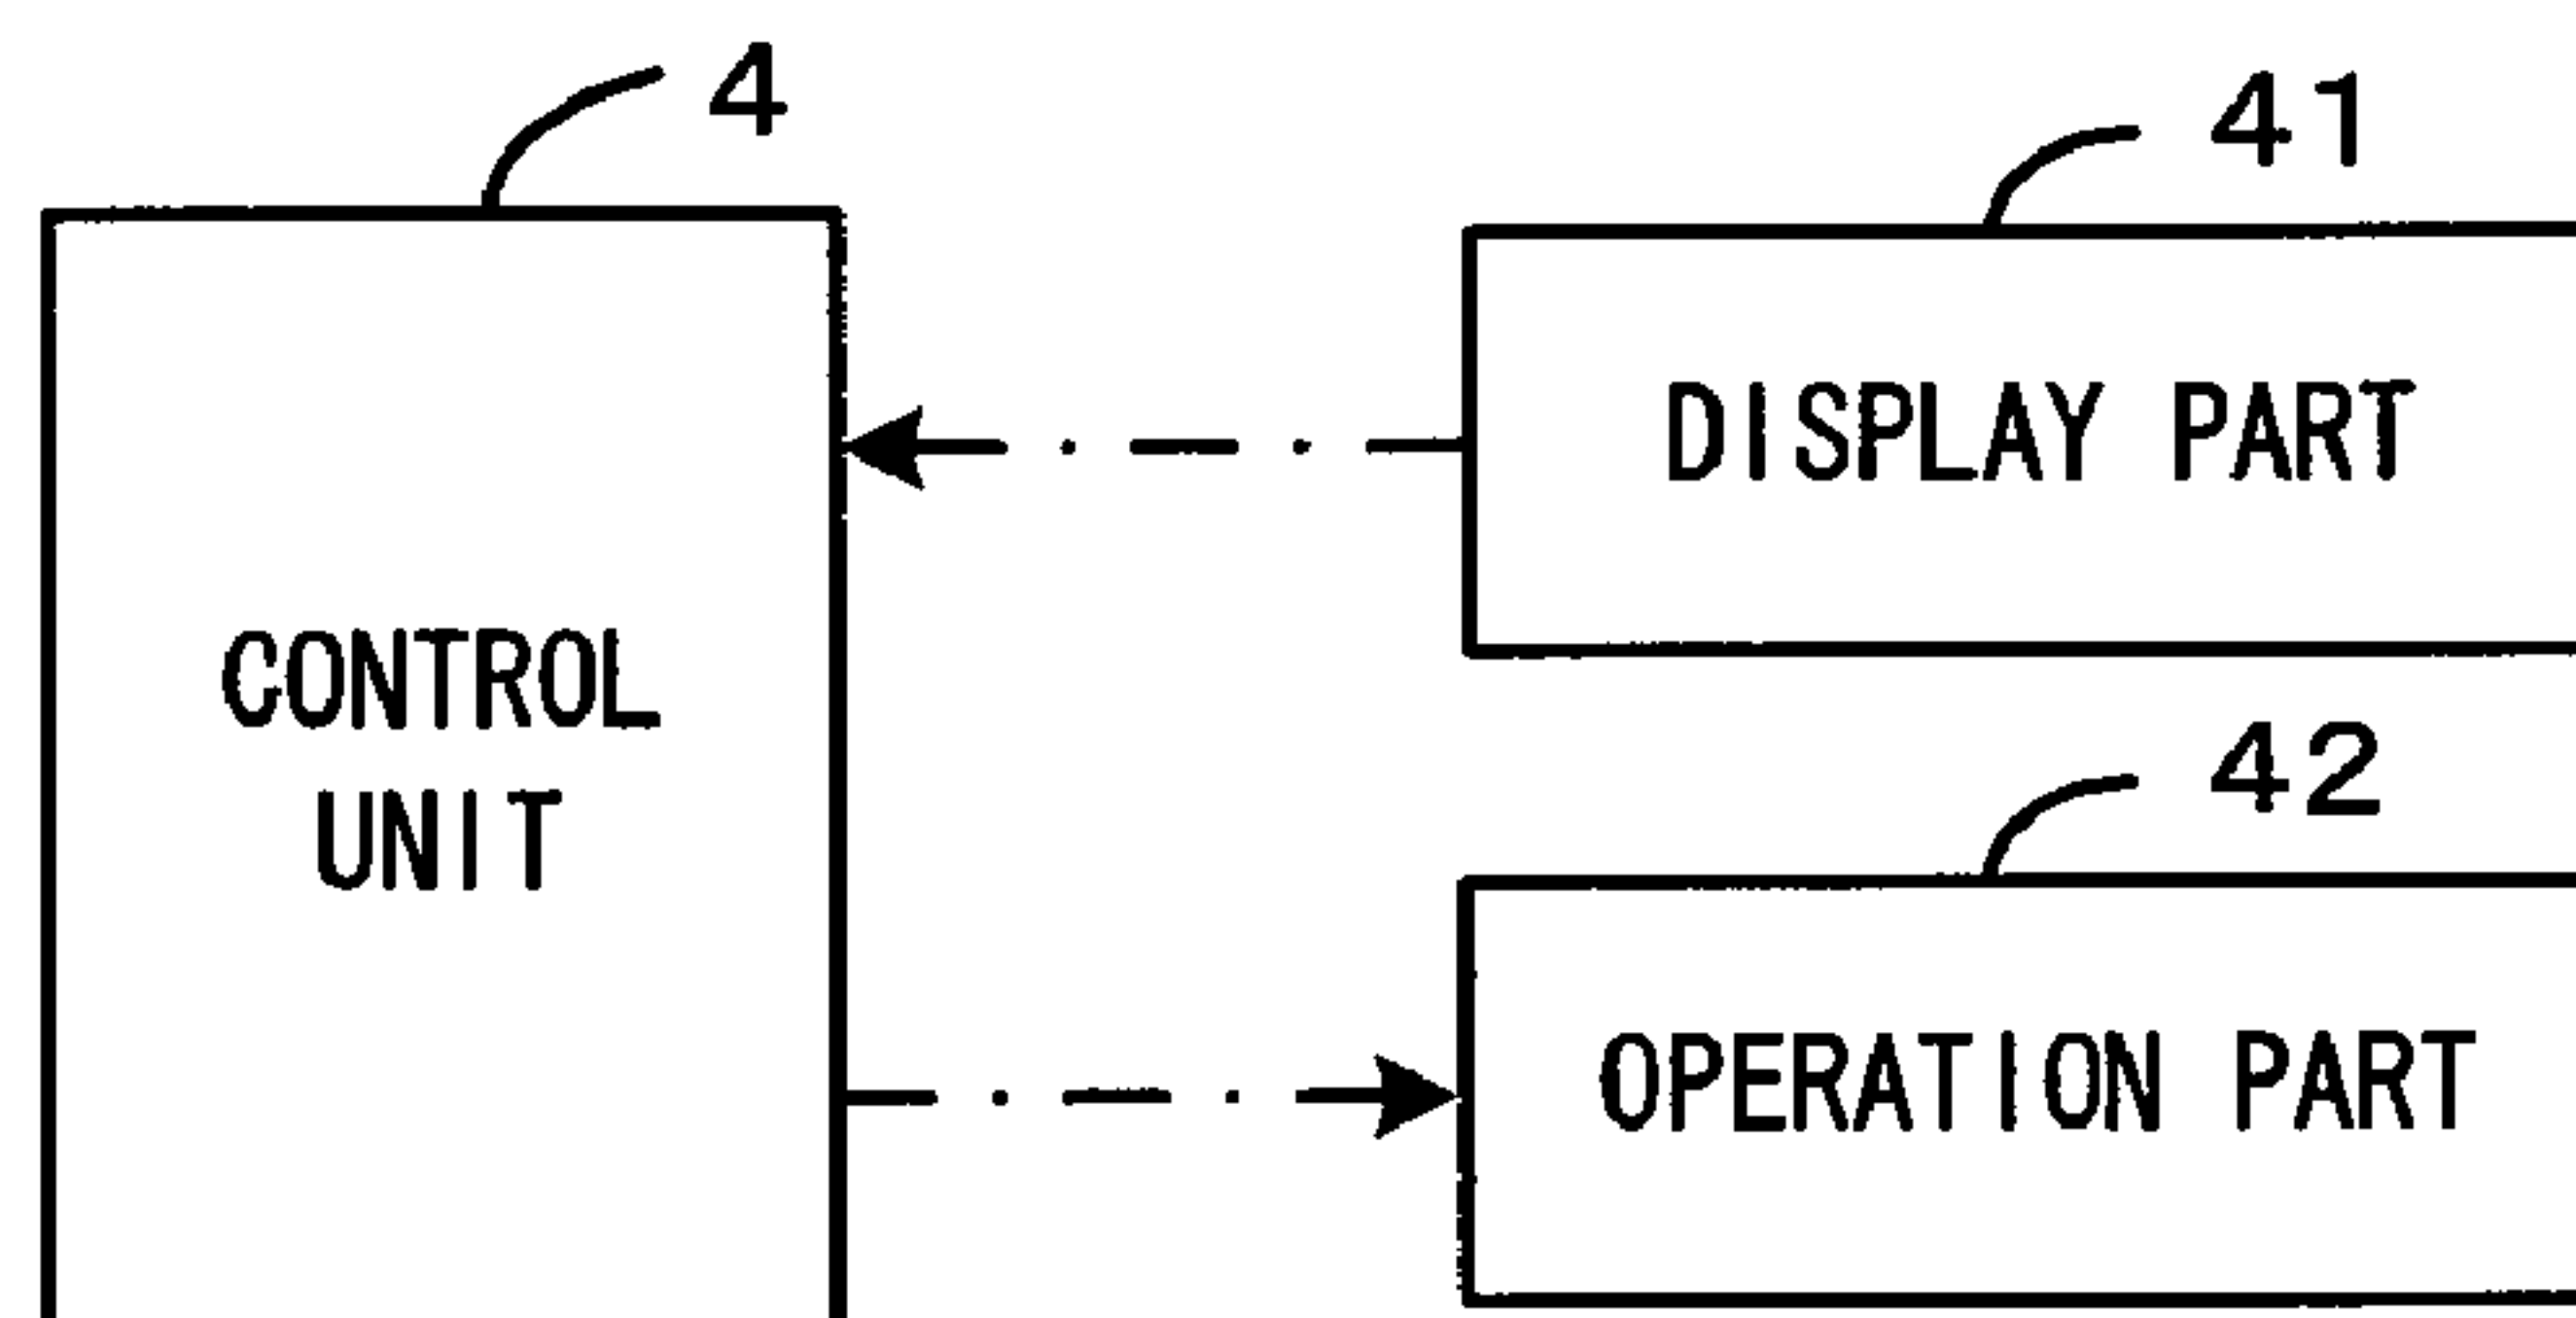 4
41
DISPLAY PART
CONTROL
UNIT
42
OPERATION PART